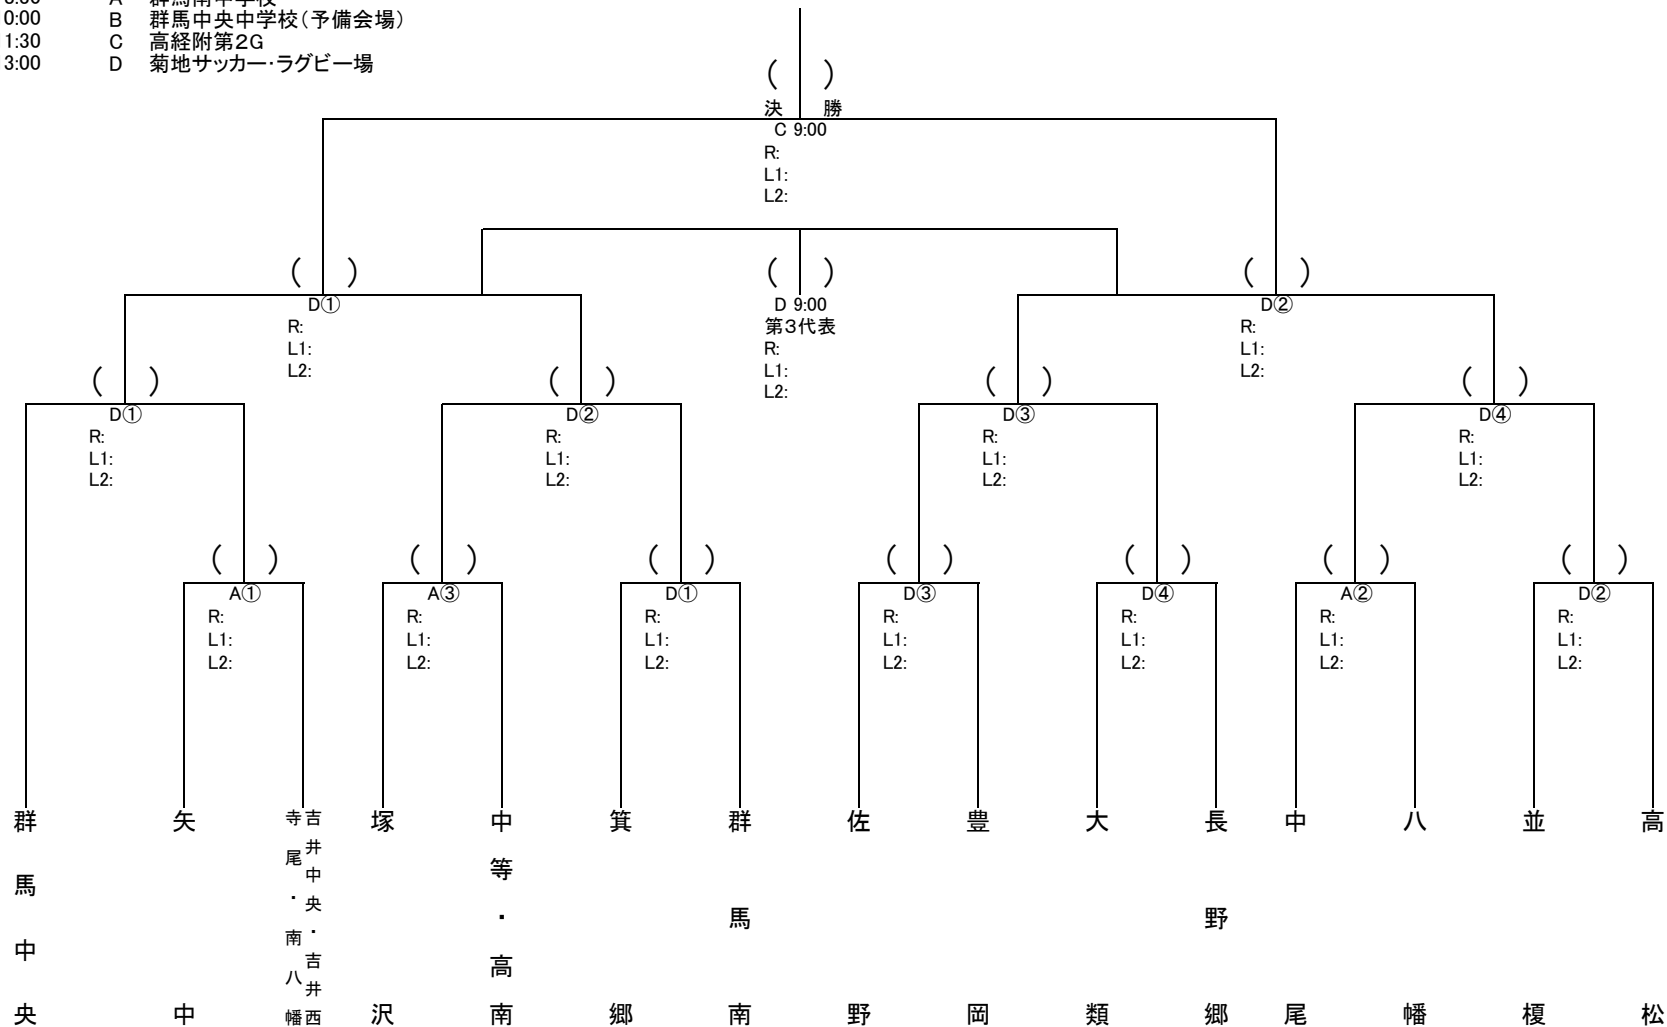 A 群馬南中学校
0:00 B 群馬中央中学校(予備会場)
1:30 C 高経附第2G
3:00 D 菊地サッカー・ラグビー場
( )
決 勝
C 9:00
R:
L1:
L2:
( )
D①
R:
L1:
L2:
( )
D 9:00
第3代表
R:
L1:
L2:
( )
D②
R:
L1:
L2:
( )
D①
R:
L1:
L2:
( )
D②
R:
L1:
L2:
( )
D③
R:
L1:
L2:
( )
D④
R:
L1:
L2:
( )
A①
R:
L1:
L2:
( )
A③
R:
L1:
L2:
( )
D①
R:
L1:
L2:
( )
D③
R:
L1:
L2:
( )
D④
R:
L1:
L2:
( )
A②
R:
L1:
L2:
( )
D②
R:
L1:
L2:
群馬中央
矢中
吉井中央・吉井西
寺尾・南八幡
塚沢
中等・高南
箕郷
群馬南
佐野
豊岡
大類
長野郷
中尾
八幡
並榎
高松